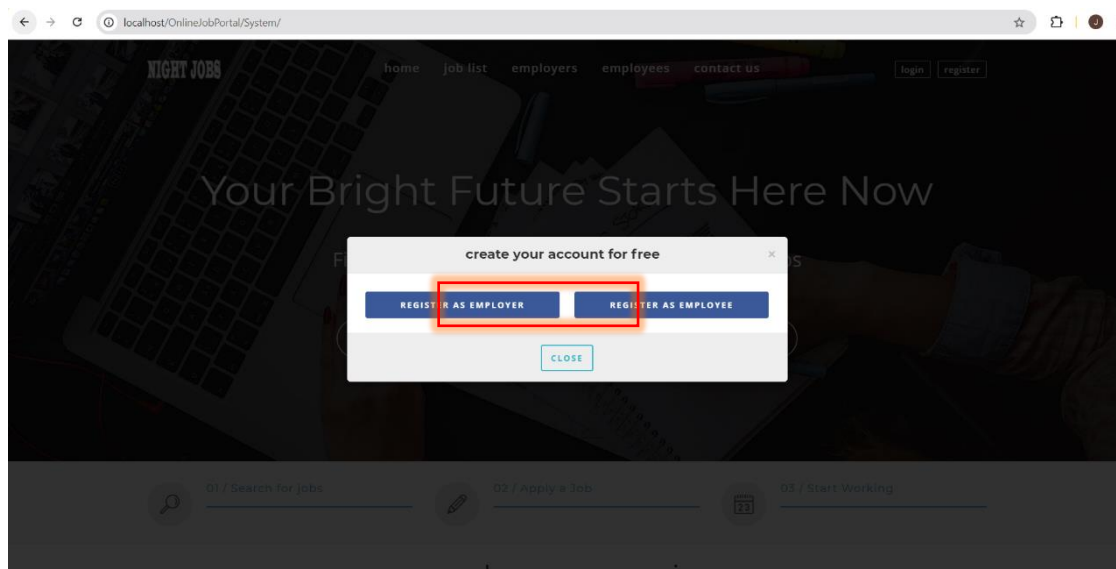 localhost/OnlineJobPortal/System/
J
NIGHT JOBS
home job list employers employees contact us
login register
Your Bright Future Starts Here Now
create your account for free ×
REGISTER AS EMPLOYER REGISTER AS EMPLOYEE
CLOSE
01 / Search for jobs 02 / Apply a Job 03 / Start Working
23